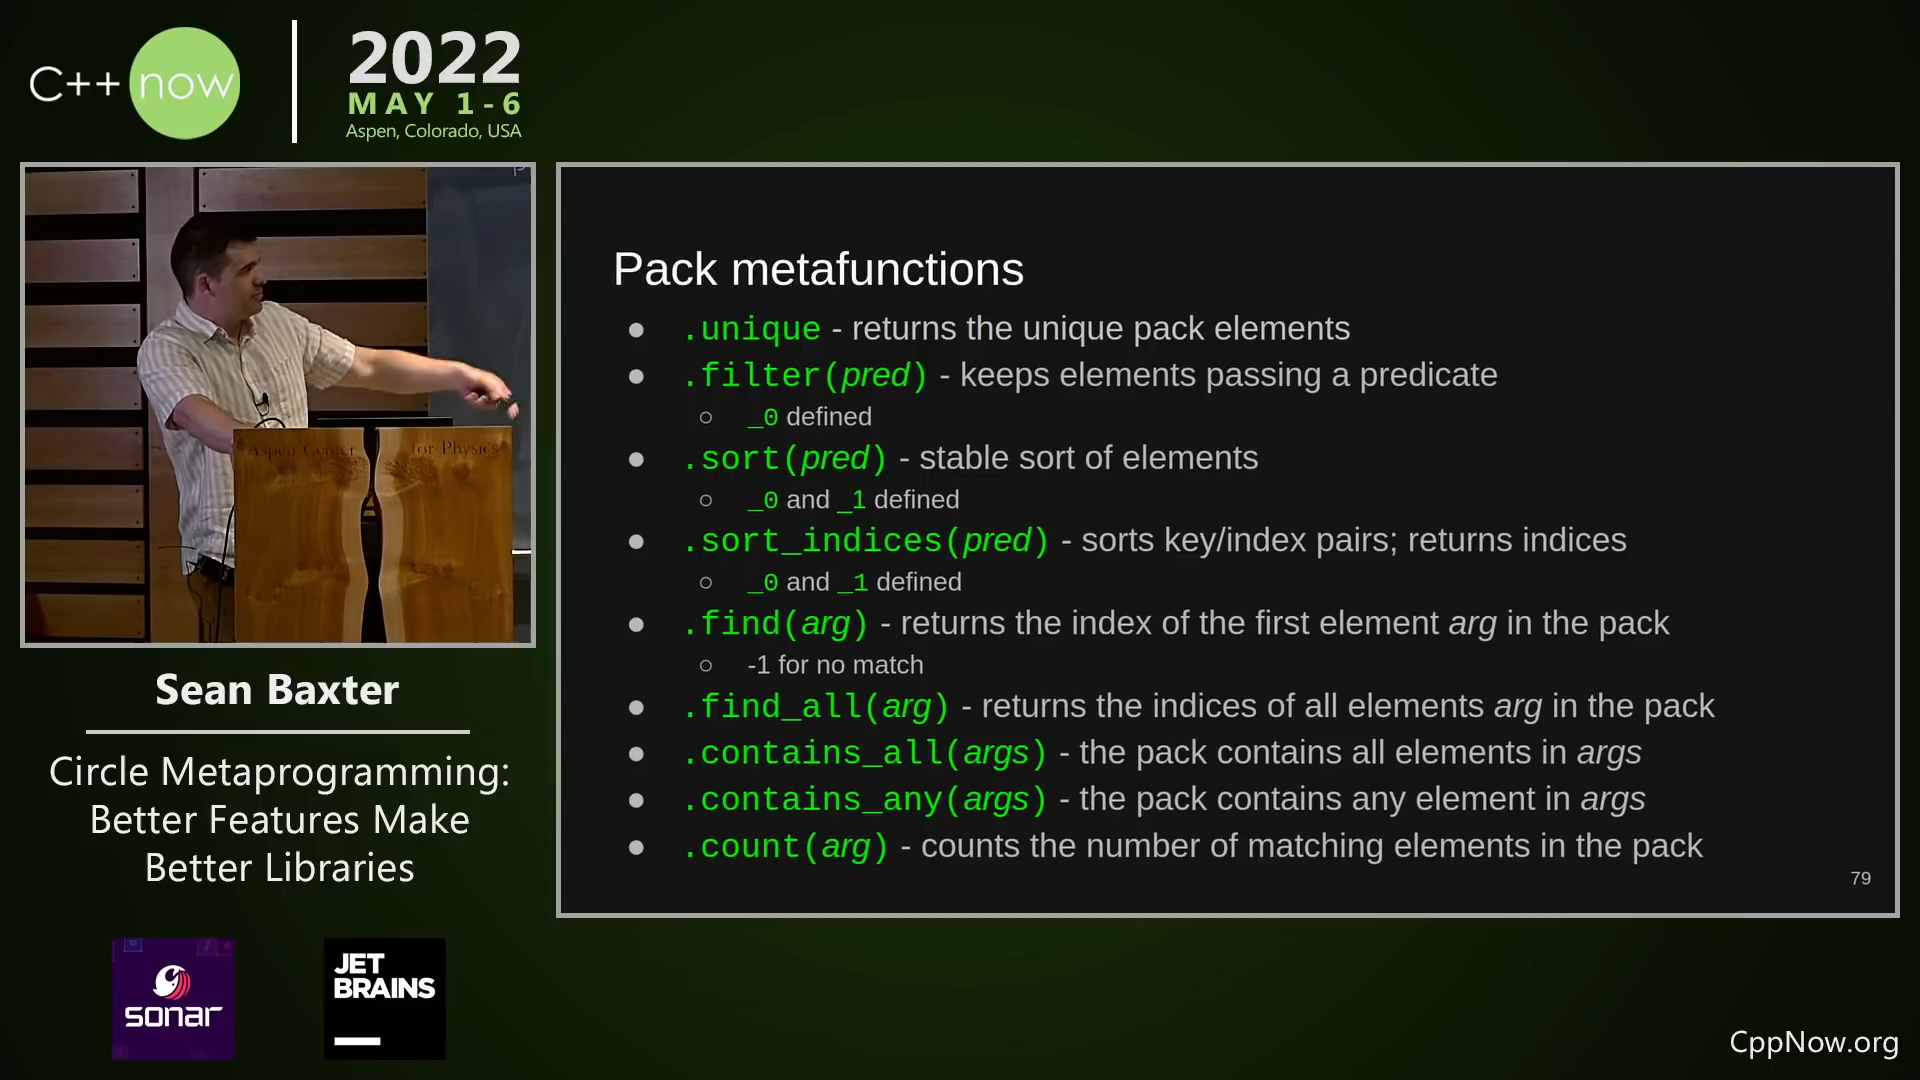 C++ now
2022
MAY 1-6
Aspen, Colorado, USA
Aspen Center for Physics
Sean Baxter
Circle Metaprogramming:
Better Features Make
Better Libraries
sonar
JET
BRAINS
Pack metafunctions
● .unique - returns the unique pack elements
● .filter(pred) - keeps elements passing a predicate
○ _0 defined
● .sort(pred) - stable sort of elements
○ _0 and _1 defined
● .sort_indices(pred) - sorts key/index pairs; returns indices
○ _0 and _1 defined
● .find(arg) - returns the index of the first element arg in the pack
○ -1 for no match
● .find_all(arg) - returns the indices of all elements arg in the pack
● .contains_all(args) - the pack contains all elements in args
● .contains_any(args) - the pack contains any element in args
● .count(arg) - counts the number of matching elements in the pack
79
CppNow.org